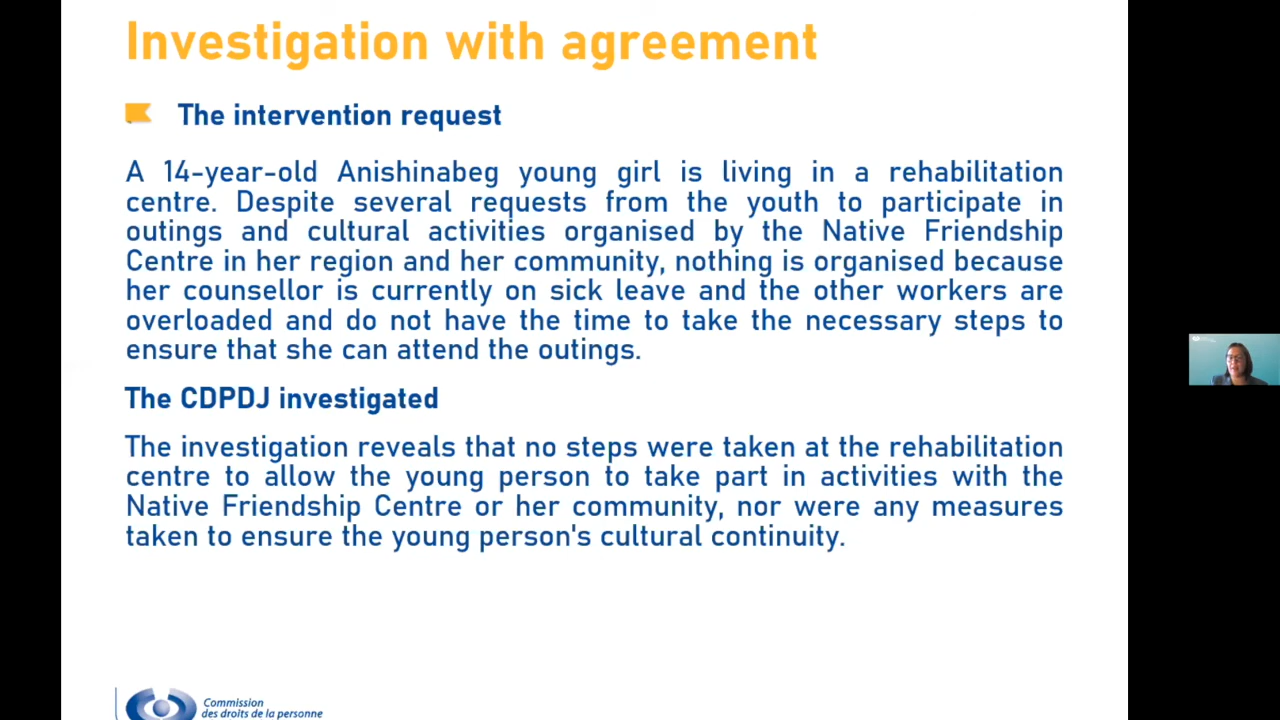 Investigation with agreement
The intervention request
A 14-year-old Anishinabeg young girl is living in a rehabilitation
centre. Despite several requests from the youth to participate in
outings and cultural activities organised by the Native Friendship
Centre in her region and her community, nothing is organised because
her counsellor is currently on sick leave and the other workers are
overloaded and do not have the time to take the necessary steps to
ensure that she can attend the outings.
The CDPDJ investigated
The investigation reveals that no steps were taken at the rehabilitation
centre to allow the young person to take part in activities with the
Native Friendship Centre or her community, nor were any measures
taken to ensure the young person's cultural continuity.
Commission
des droits de la personne